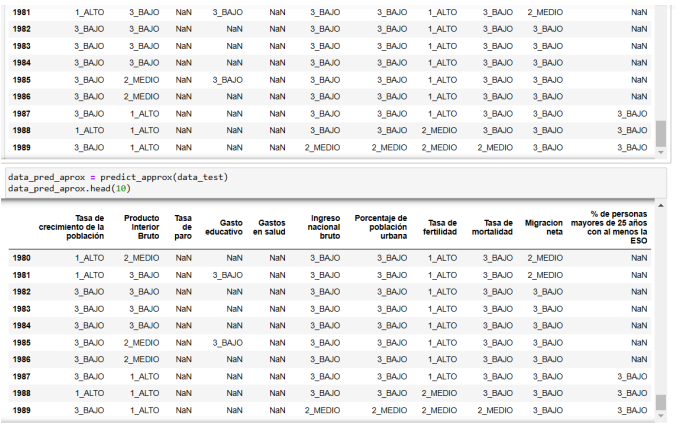 1981 1_ALTO 3_BAJO NaN 3_BAJO NaN 3_BAJO 3_BAJO 1_ALTO 3_BAJO 2_MEDIO NaN
1982 3_BAJO 3_BAJO NaN NaN NaN 3_BAJO 3_BAJO 1_ALTO 3_BAJO 3_BAJO NaN
1983 3_BAJO 3_BAJO NaN NaN NaN 3_BAJO 3_BAJO 1_ALTO 3_BAJO 3_BAJO NaN
1984 3_BAJO 3_BAJO NaN NaN NaN 3_BAJO 3_BAJO 1_ALTO 3_BAJO 3_BAJO NaN
1985 3_BAJO 2_MEDIO NaN 3_BAJO NaN 3_BAJO 3_BAJO 1_ALTO 3_BAJO 3_BAJO NaN
1986 3_BAJO 2_MEDIO NaN NaN NaN 3_BAJO 3_BAJO 1_ALTO 3_BAJO 3_BAJO NaN
1987 3_BAJO 1_ALTO NaN NaN NaN 3_BAJO 3_BAJO 1_ALTO 3_BAJO 3_BAJO 3_BAJO
1988 1_ALTO 1_ALTO NaN NaN NaN 3_BAJO 3_BAJO 2_MEDIO 3_BAJO 3_BAJO 3_BAJO
1989 3_BAJO 1_ALTO NaN NaN NaN 2_MEDIO 2_MEDIO 2_MEDIO 2_MEDIO 3_BAJO 3_BAJO
data_pred_aprox = predict_approx(data_test)
data_pred_aprox.head(10)
Tasa de crecimiento de la población Producto Interior Bruto Tasa de paro Gasto educativo Gastos en salud Ingreso nacional bruto Porcentaje de población urbana Tasa de fertilidad Tasa de mortalidad Migracion neta % de personas mayores de 25 años con al menos la ESO
1980 1_ALTO 2_MEDIO NaN NaN NaN 3_BAJO 3_BAJO 1_ALTO 3_BAJO 2_MEDIO NaN
1981 1_ALTO 3_BAJO NaN 3_BAJO NaN 3_BAJO 3_BAJO 1_ALTO 3_BAJO 2_MEDIO NaN
1982 3_BAJO 3_BAJO NaN NaN NaN 3_BAJO 3_BAJO 1_ALTO 3_BAJO 3_BAJO NaN
1983 3_BAJO 3_BAJO NaN NaN NaN 3_BAJO 3_BAJO 1_ALTO 3_BAJO 3_BAJO NaN
1984 3_BAJO 3_BAJO NaN NaN NaN 3_BAJO 3_BAJO 1_ALTO 3_BAJO 3_BAJO NaN
1985 3_BAJO 2_MEDIO NaN 3_BAJO NaN 3_BAJO 3_BAJO 1_ALTO 3_BAJO 3_BAJO NaN
1986 3_BAJO 2_MEDIO NaN NaN NaN 3_BAJO 3_BAJO 1_ALTO 3_BAJO 3_BAJO NaN
1987 3_BAJO 1_ALTO NaN NaN NaN 3_BAJO 3_BAJO 1_ALTO 3_BAJO 3_BAJO 3_BAJO
1988 1_ALTO 1_ALTO NaN NaN NaN 3_BAJO 3_BAJO 2_MEDIO 3_BAJO 3_BAJO 3_BAJO
1989 3_BAJO 1_ALTO NaN NaN NaN 2_MEDIO 2_MEDIO 2_MEDIO 2_MEDIO 3_BAJO 3_BAJO